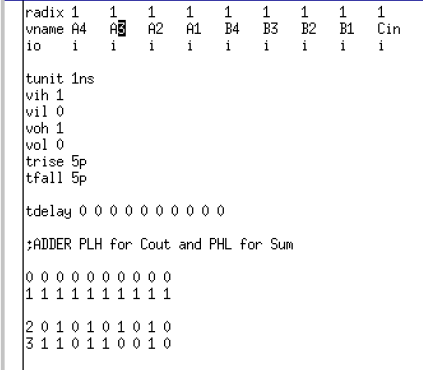 radix 1 1 1 1 1 1 1 1 1
vname A4 A3 A2 A1 B4 B3 B2 B1 Cin
io i i i i i i i i i
tunit 1ns
vih 1
vil 0
voh 1
vol 0
trise 5p
tfall 5p
tdelay 0 0 0 0 0 0 0 0 0 0
;ADDER PLH for Cout and PHL for Sum
0 0 0 0 0 0 0 0 0 0
1 1 1 1 1 1 1 1 1 1
2 0 1 0 1 0 1 0 1 0
3 1 1 0 1 1 0 0 1 0